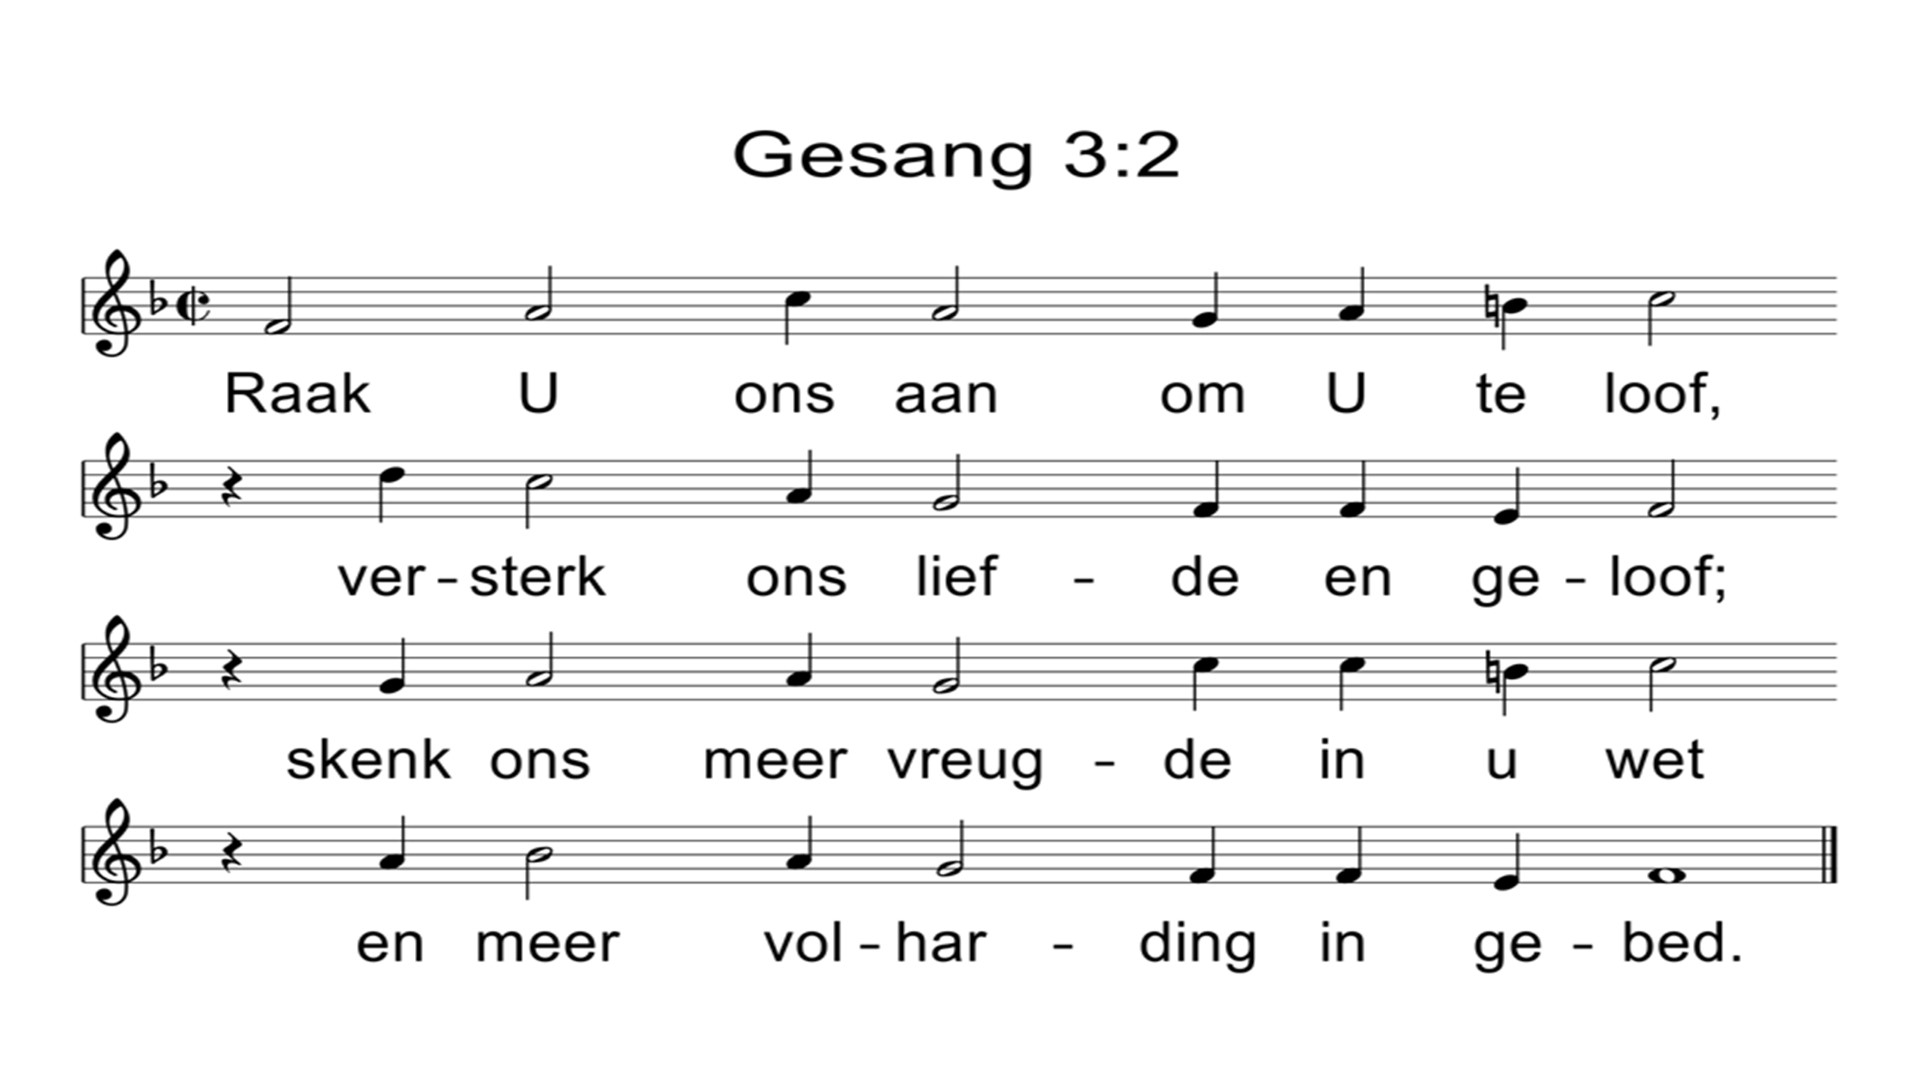 Gesang 3:2
Raak U ons aan om U te loof,
ver - sterk ons lief - de en ge - loof;
skenk ons meer vreug - de in u wet
en meer vol - har - ding in ge - bed.